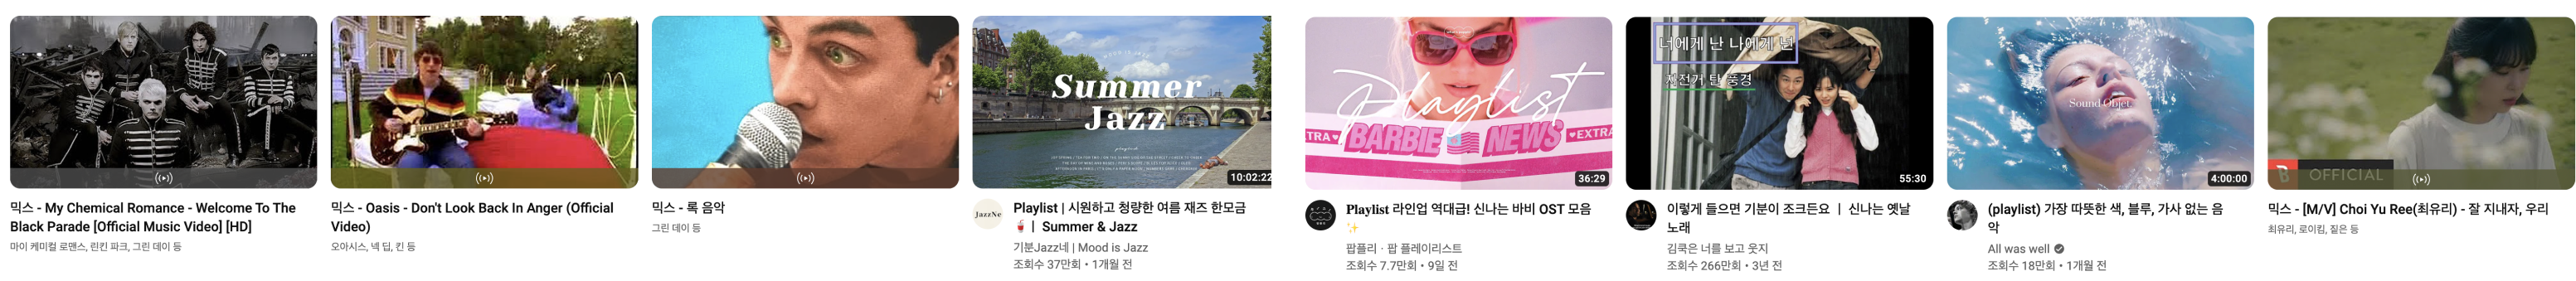 믹스 - My Chemical Romance - Welcome To The
Black Parade [Official Music Video] [HD]
마이 케미컬 로맨스, 린킨 파크, 그린 데이 등
믹스 - Oasis - Don't Look Back In Anger (Official
Video)
오아시스, 넥 딥, 킨 등
믹스 - 록 음악
그린 데이 등
Summer
Jazz
playlist
10:02:22
JazzNe
Playlist | 시원하고 청량한 여름 재즈 한모금
🍹 | Summer & Jazz
기분Jazz네 | Mood is Jazz
조회수 37만회 • 1개월 전
Playlist
TRA BARBIE NEWS EXTRA
36:29
Playlist 라인업 역대급! 신나는 바비 OST 모음
✨
팝플리 · 팝 플레이리스트
조회수 7.7만회 • 9일 전
너에게 난 나에게 넌
자전거 탄 풍경
55:30
이렇게 들으면 기분이 조크든요 ㅣ 신나는 옛날
노래
김쿡은 너를 보고 웃지
조회수 266만회 • 3년 전
Sound Objet
4:00:00
(playlist) 가장 따뜻한 색, 블루, 가사 없는 음
악
All was well
조회수 18만회 • 1개월 전
B OFFICIAL
믹스 - [M/V] Choi Yu Ree(최유리) - 잘 지내자, 우리
최유리, 로이킴, 짙은 등